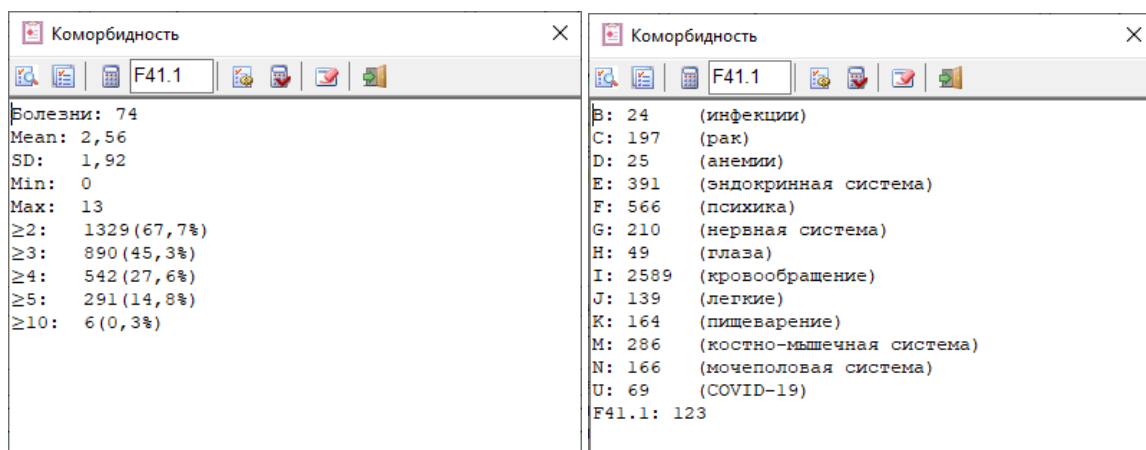 Коморбидность
F41.1
Болезни: 74
Mean: 2,56
SD: 1,92
Min: 0
Max: 13
≥2: 1329(67,7%)
≥3: 890(45,3%)
≥4: 542(27,6%)
≥5: 291(14,8%)
≥10: 6(0,3%)
Коморбидность
F41.1
B: 24 (инфекции)
C: 197 (рак)
D: 25 (анемии)
E: 391 (эндокринная система)
F: 566 (психика)
G: 210 (нервная система)
H: 49 (глаза)
I: 2589 (кровообращение)
J: 139 (легкие)
K: 164 (пищеварение)
M: 286 (костно-мышечная система)
N: 166 (мочеполовая система)
U: 69 (COVID-19)
F41.1: 123